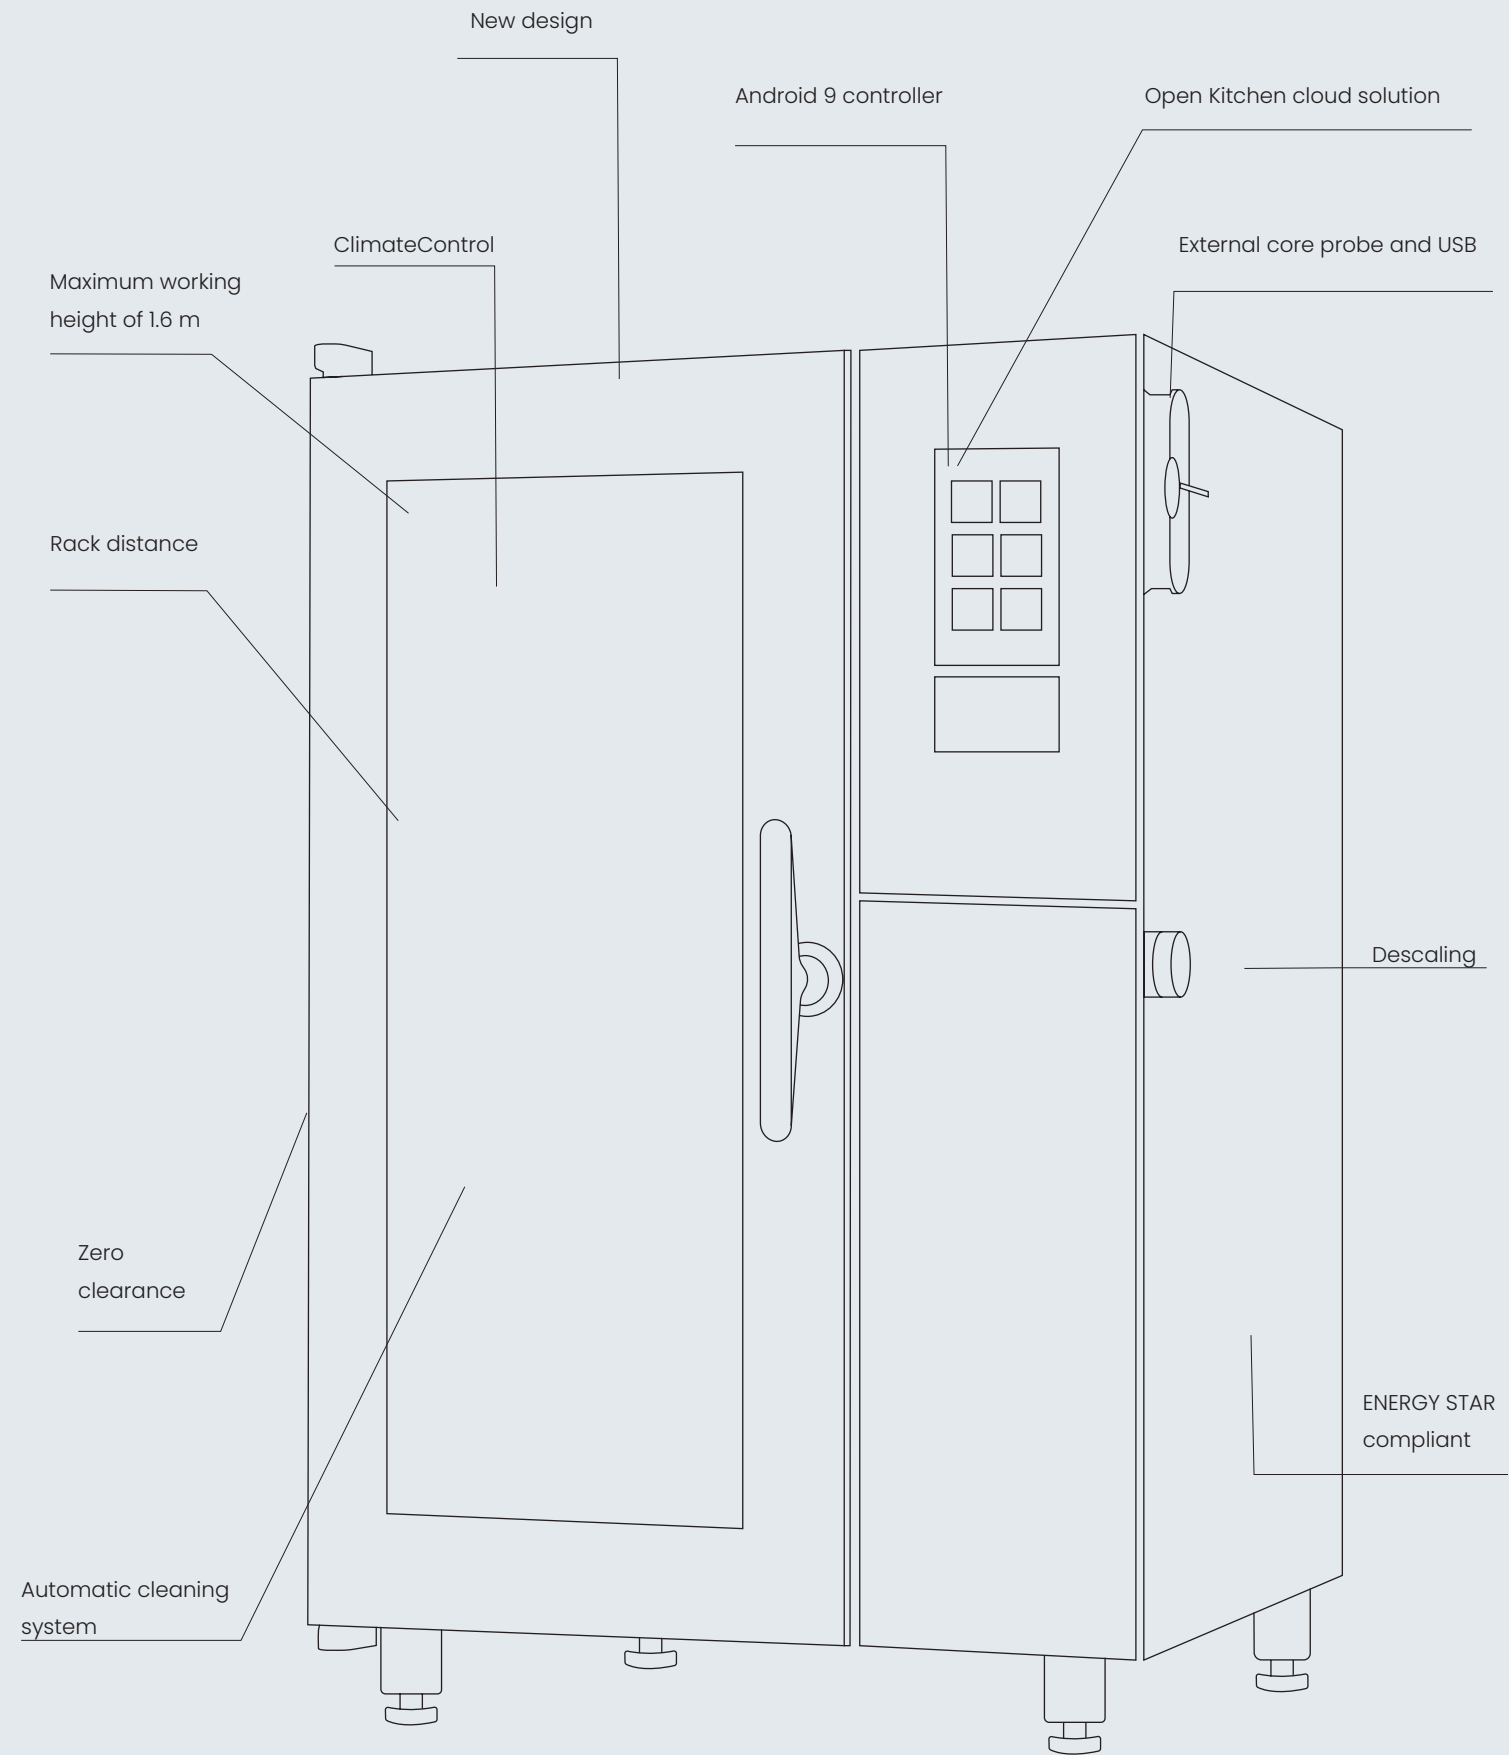 New design
Android 9 controller
Open Kitchen cloud solution
ClimateControl
External core probe and USB
Maximum working
height of 1.6 m
Rack distance
Descaling
Zero
clearance
ENERGY STAR
compliant
Automatic cleaning
system